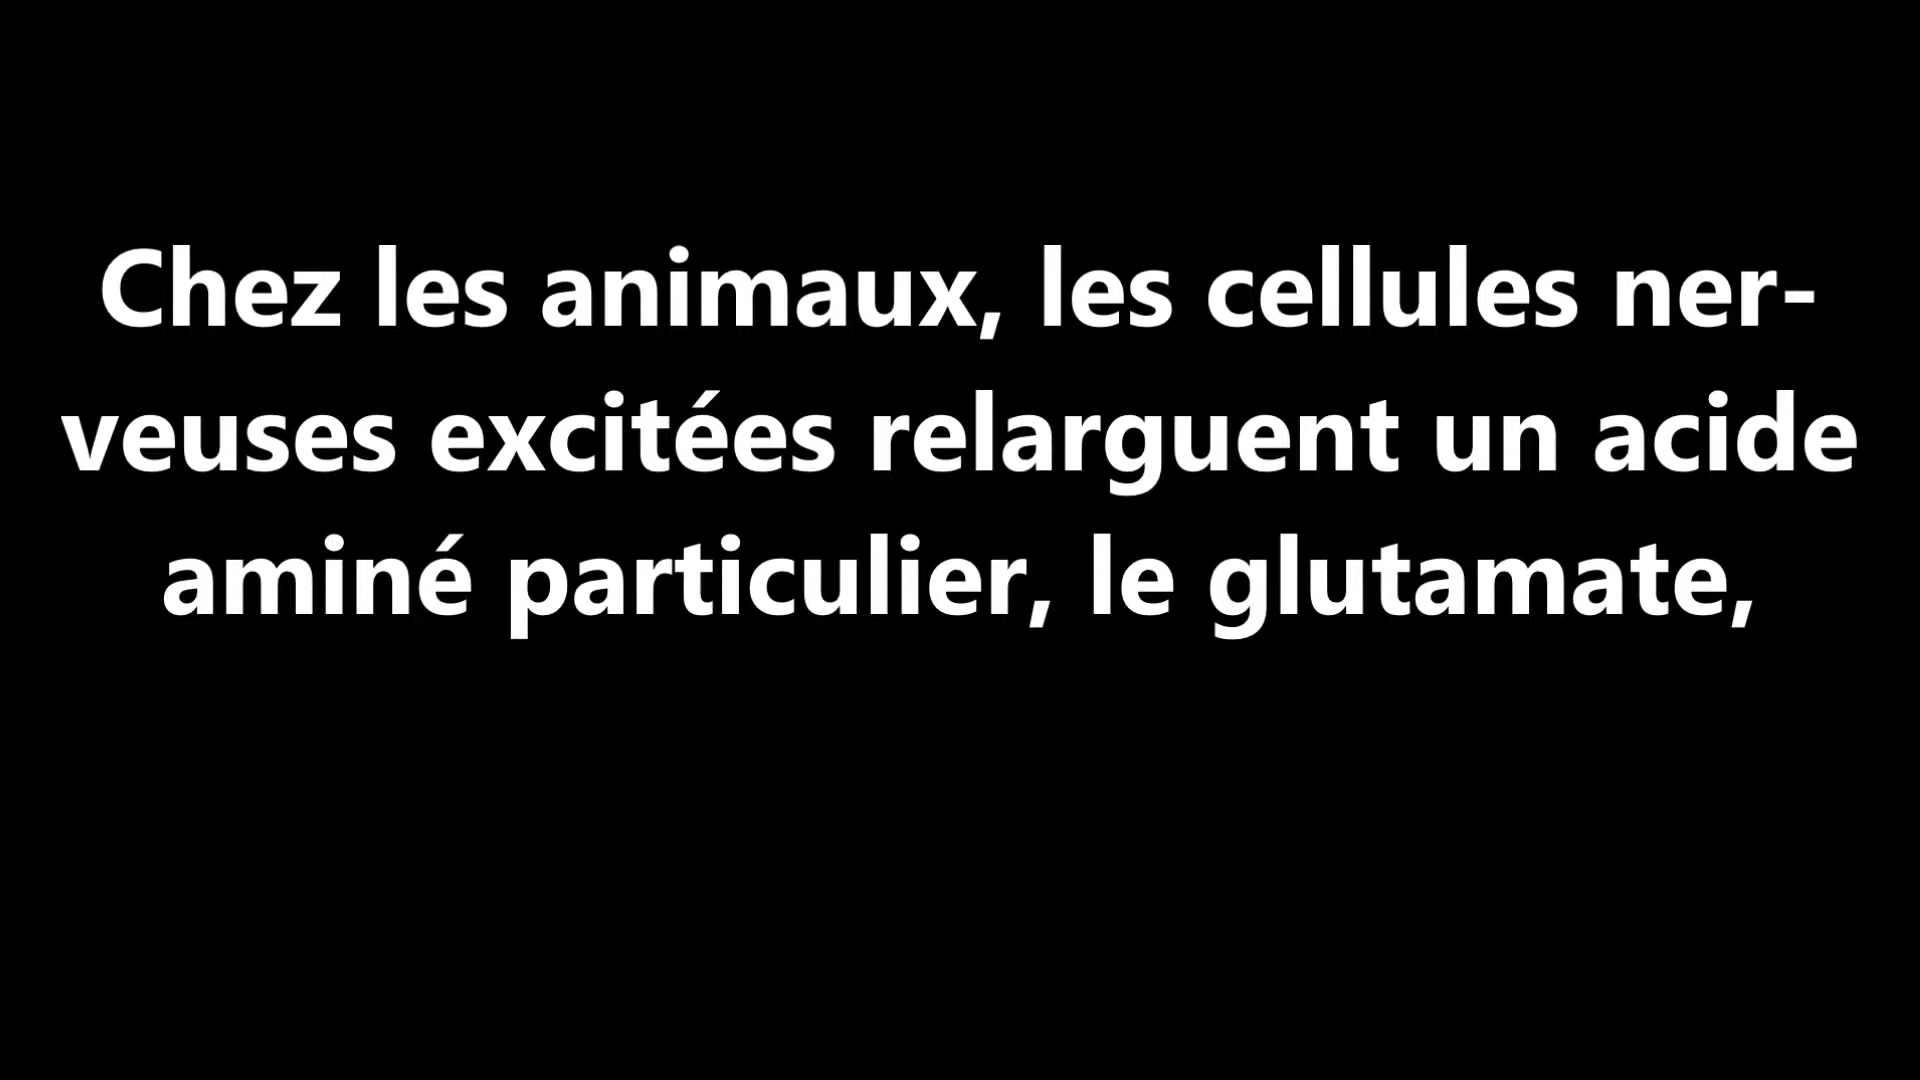 Chez les animaux, les cellules ner-
veuses excitées relarguent un acide
aminé particulier, le glutamate,